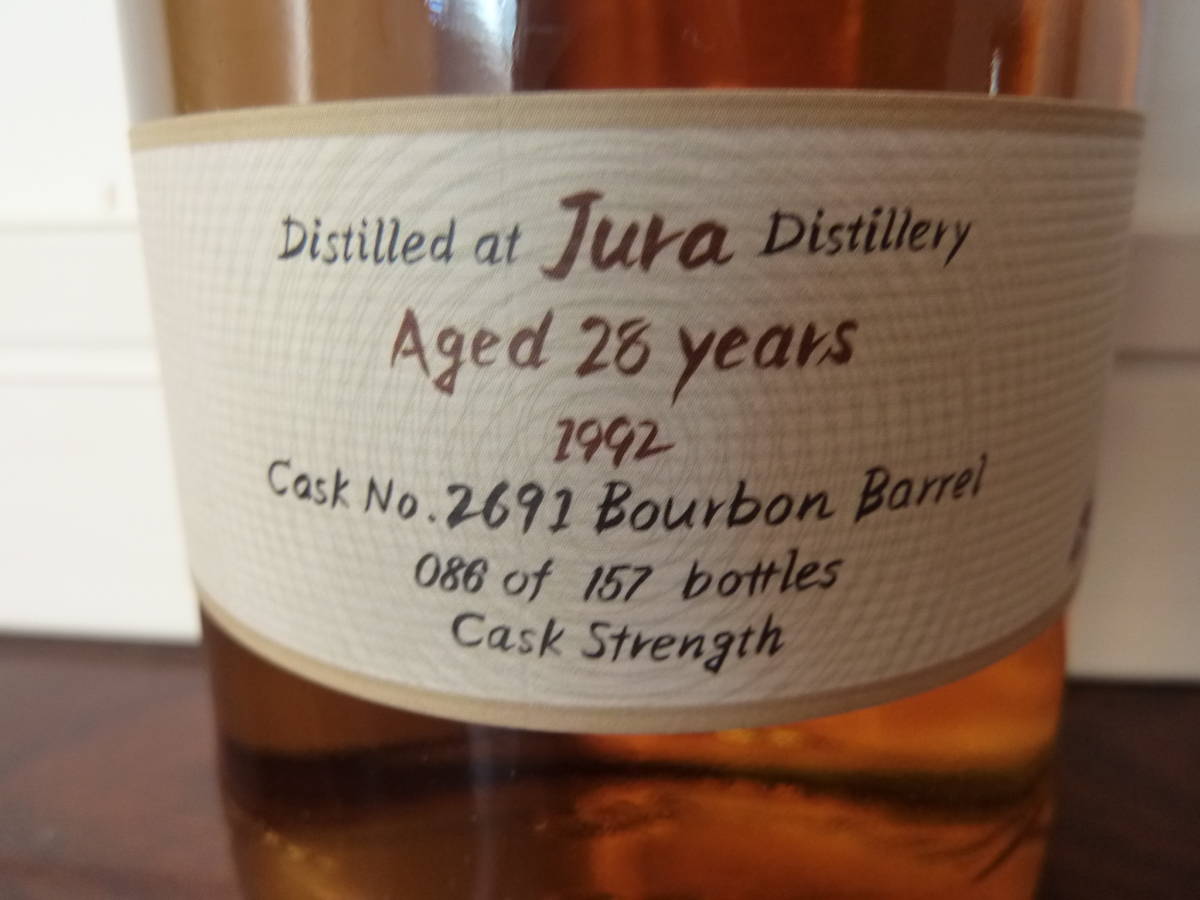 Distilled at Jura Distillery
Aged 28 years
1992
Cask No. 2691 Bourbon Barrel
086 of 157 bottles
Cask Strength